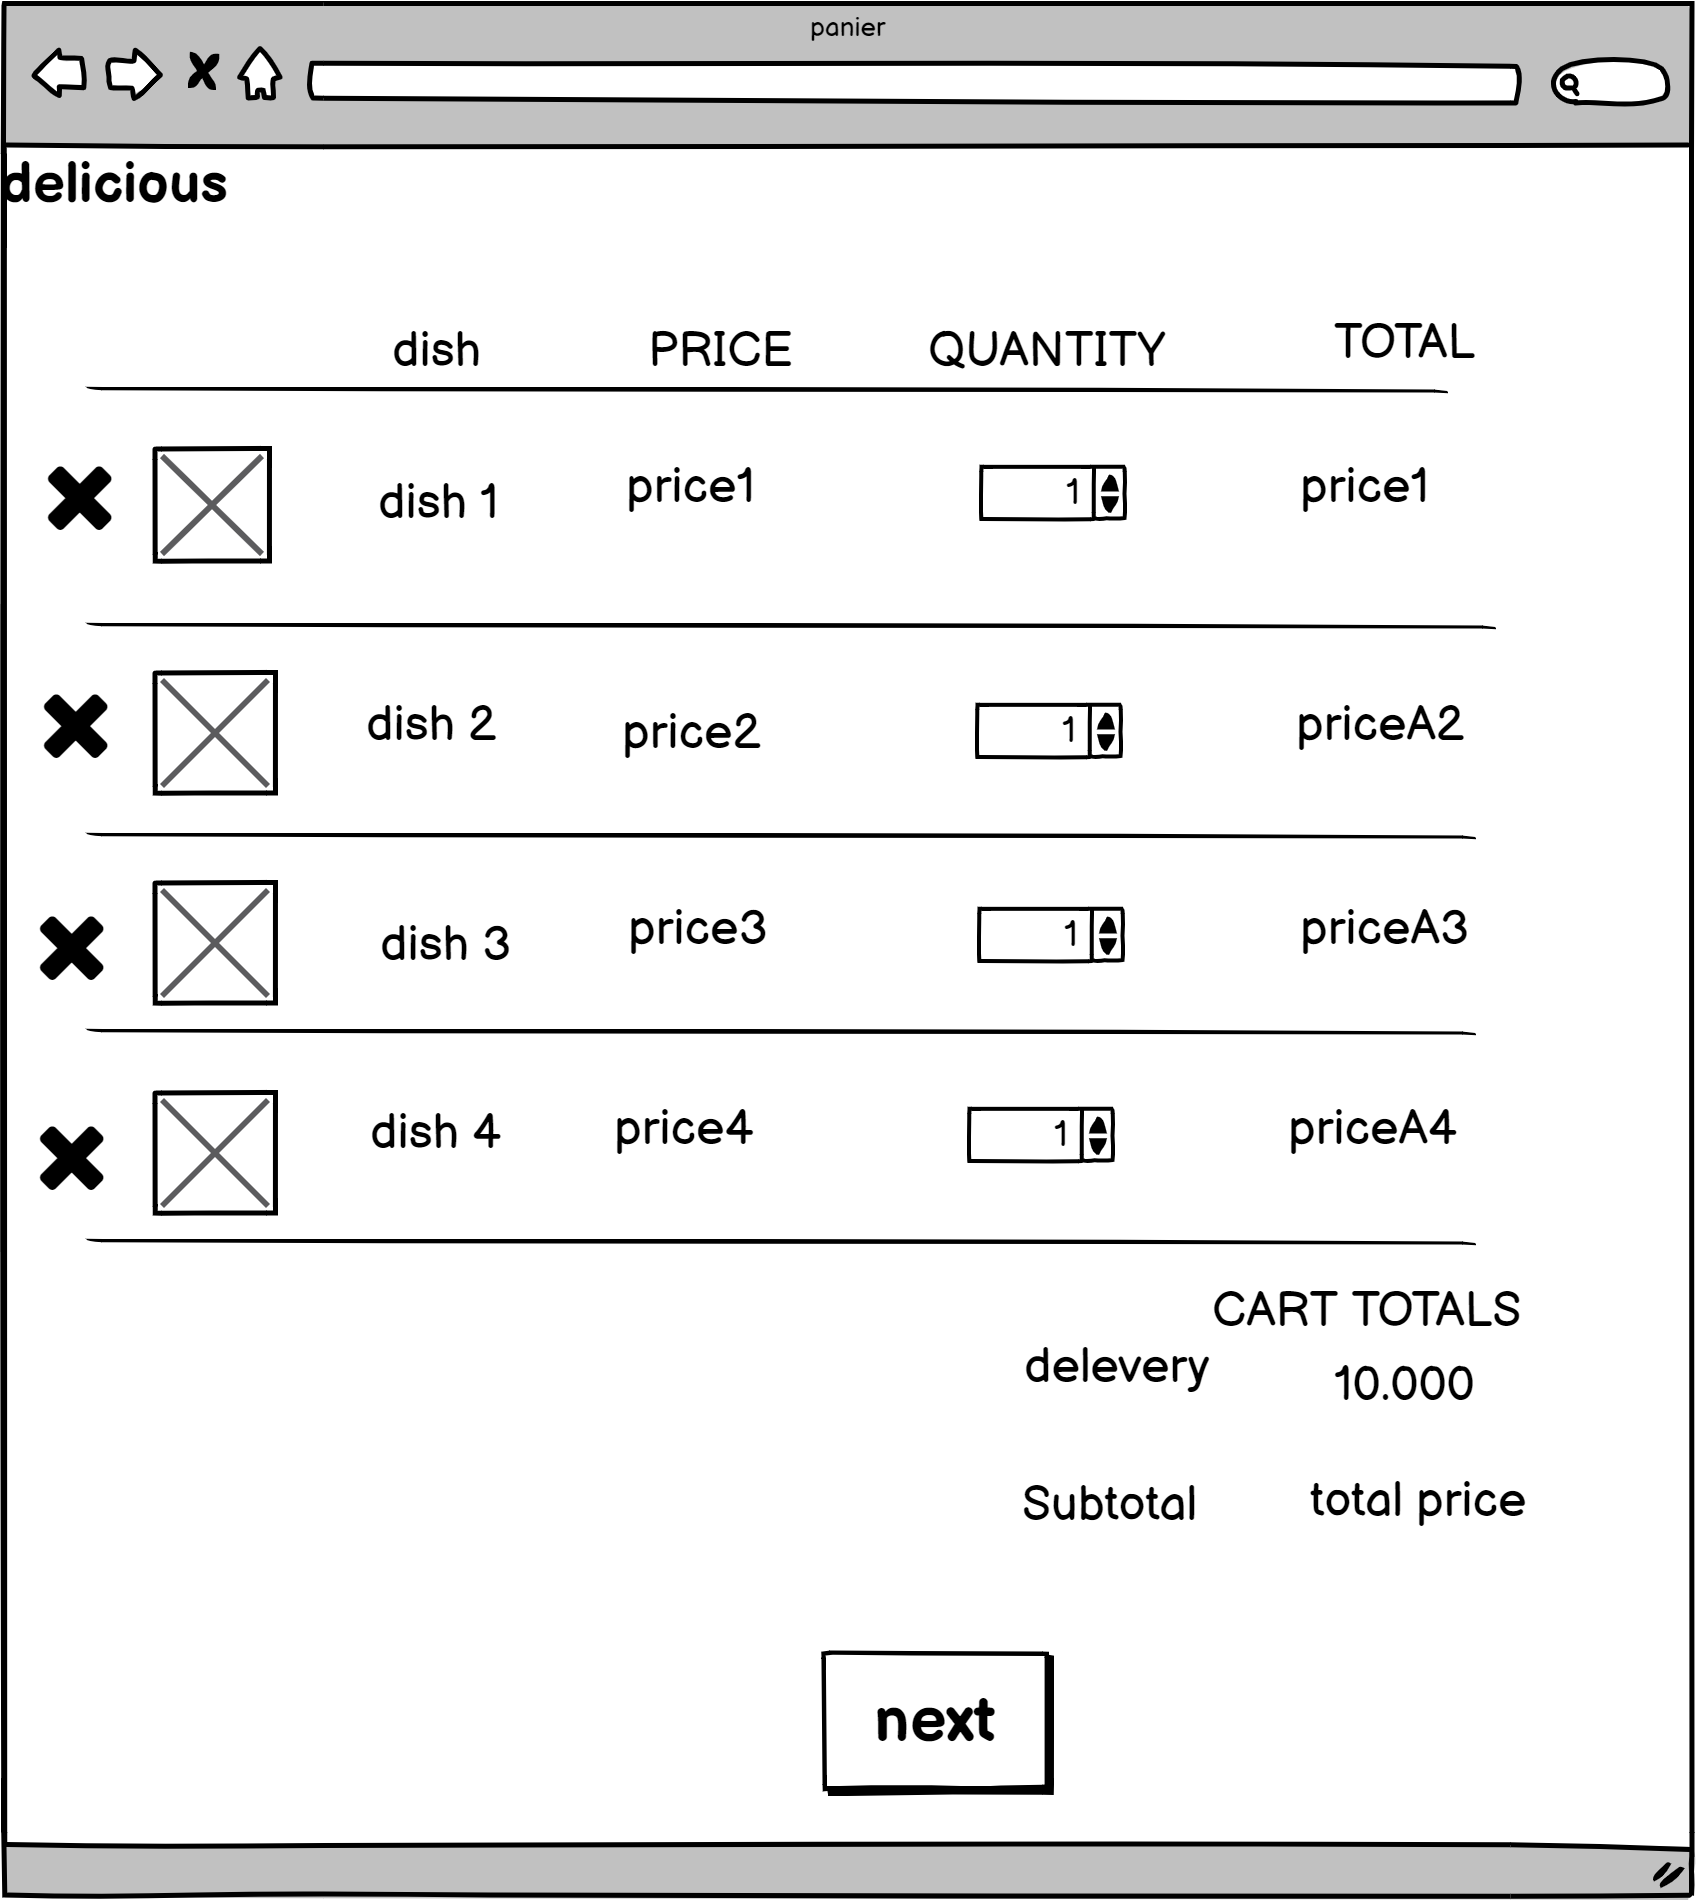 panier
delicious
dish PRICE QUANTITY TOTAL
dish 1 price1 1 price1
dish 2 price2 1 priceA2
dish 3 price3 1 priceA3
dish 4 price4 1 priceA4
CART TOTALS
delevery 10.000
Subtotal total price
next